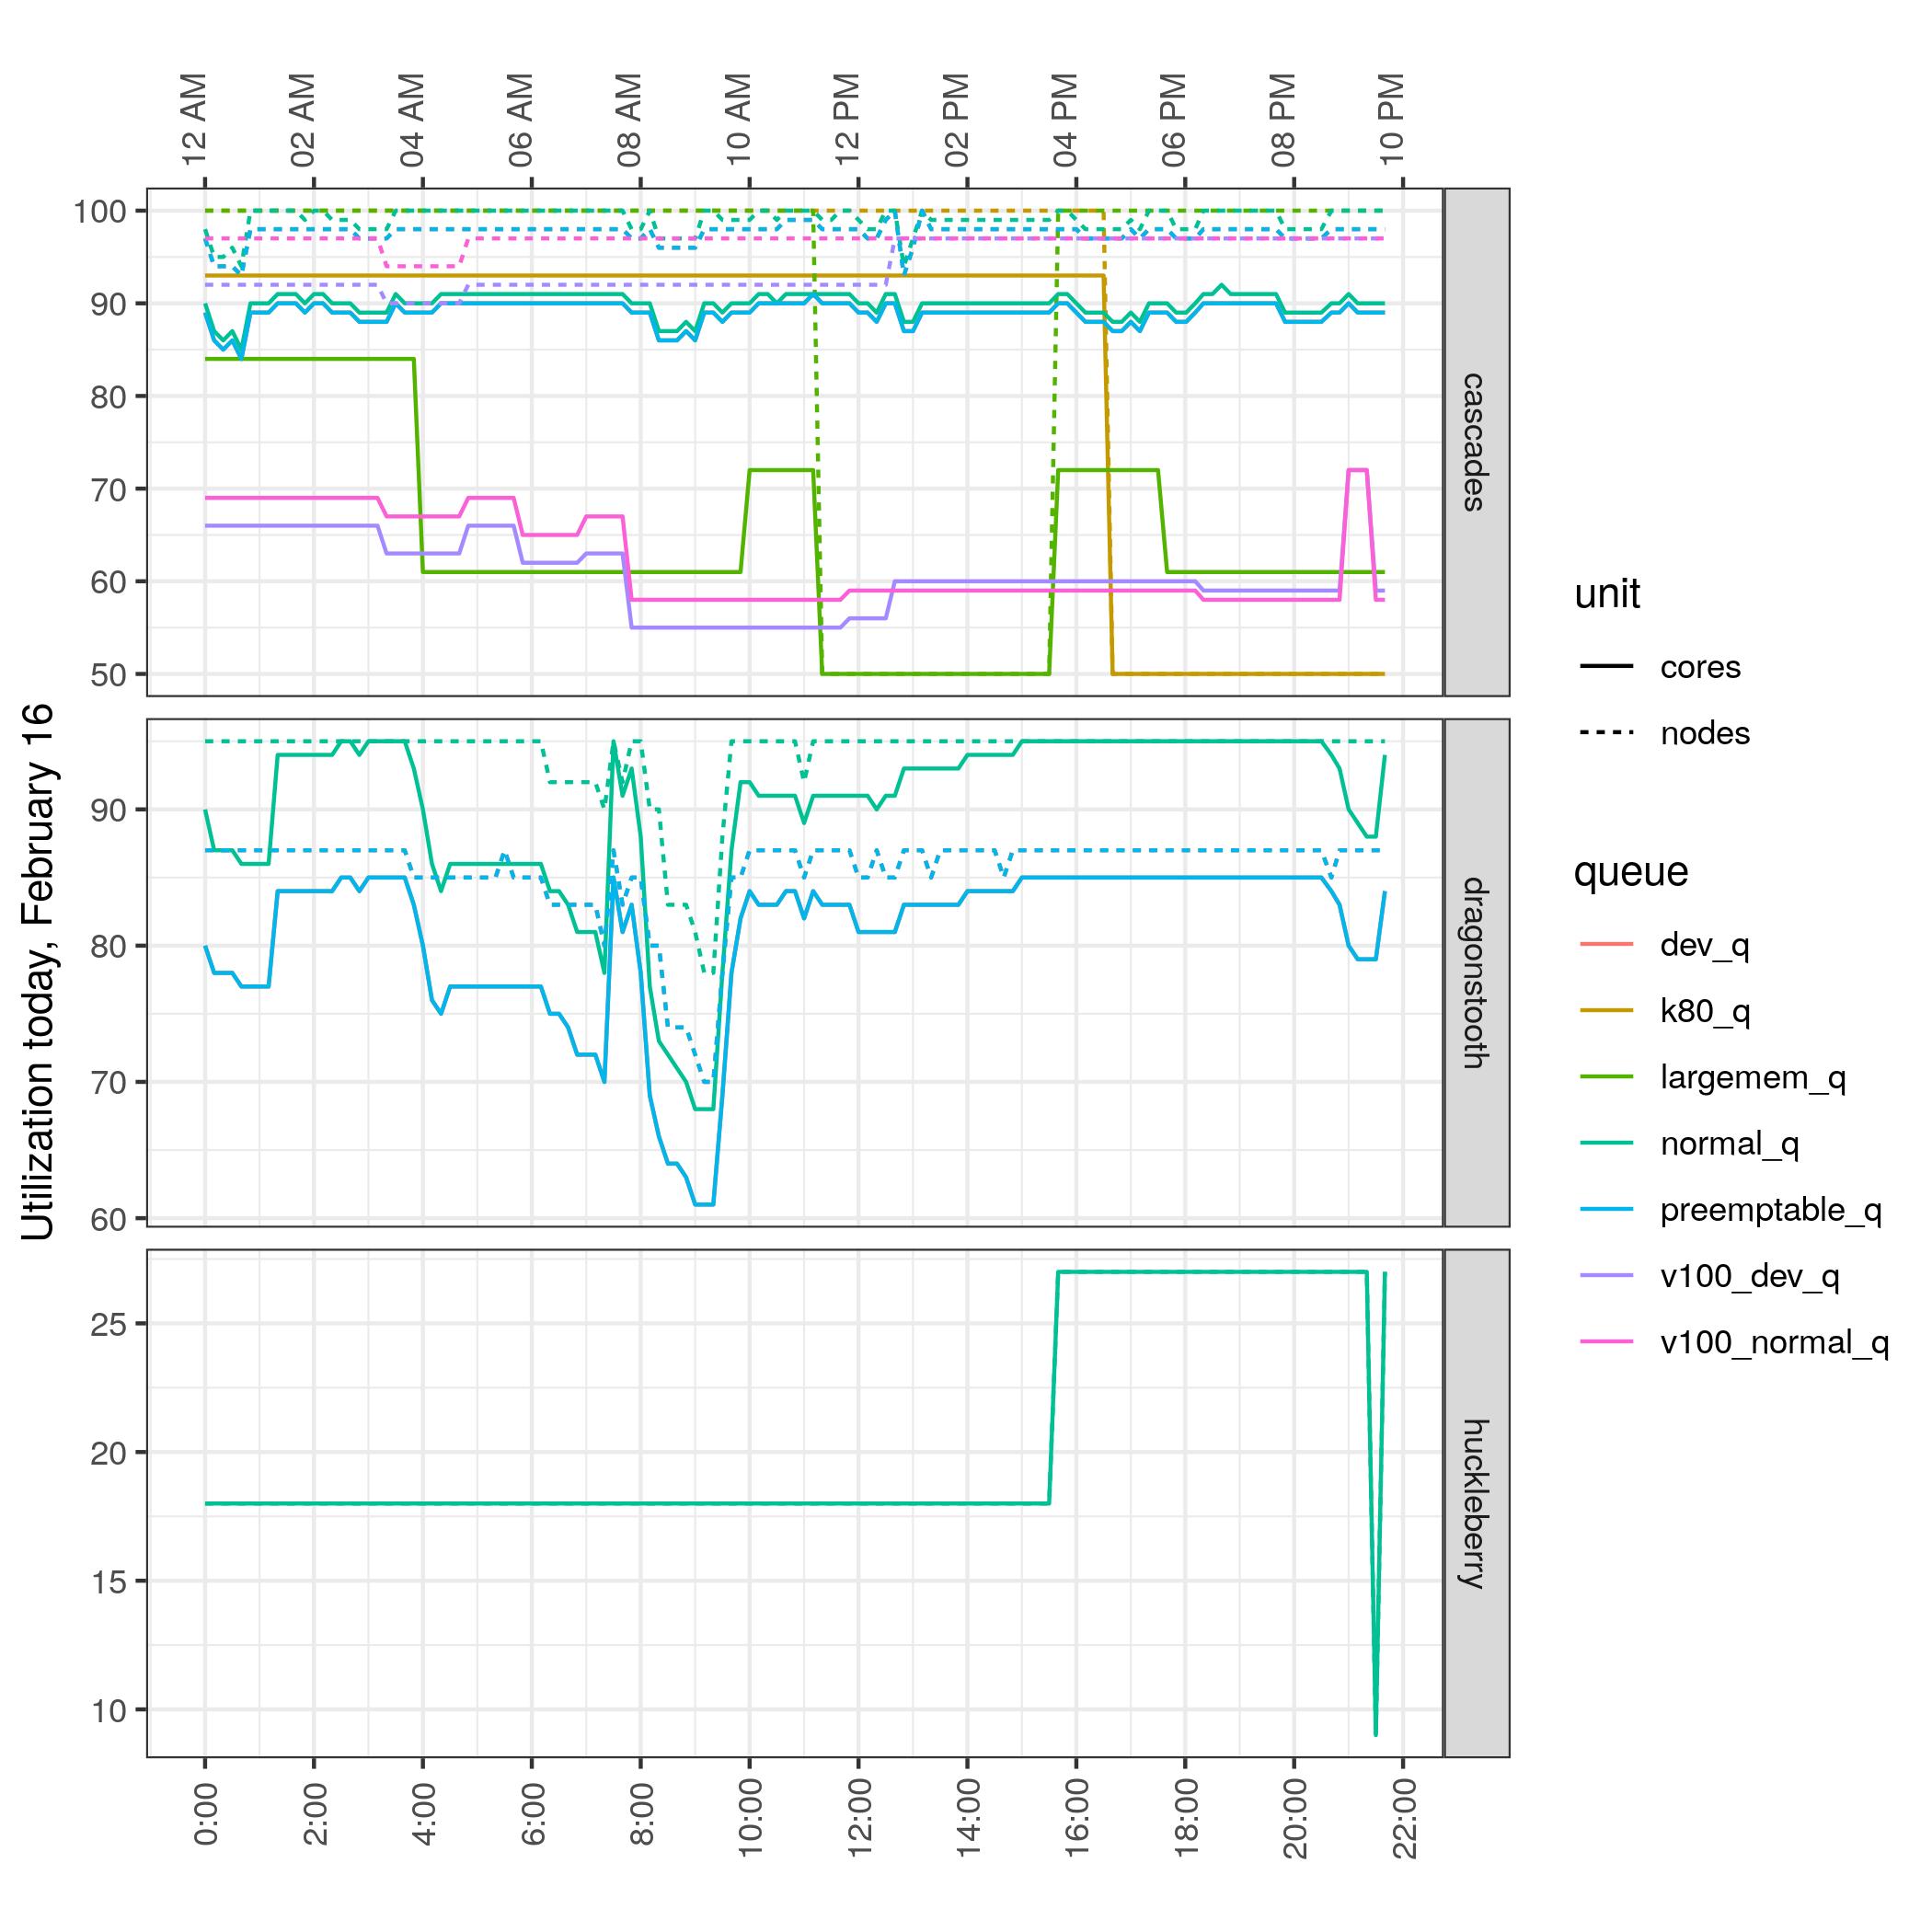 12 AM
02 AM
04 AM
06 AM
08 AM
10 AM
12 PM
02 PM
04 PM
06 PM
08 PM
10 PM
Utilization today, February 16
100
90
80
70
60
50
cascades
90
80
70
60
dragonstooth
25
20
15
10
huckleberry
0:00
2:00
4:00
6:00
8:00
10:00
12:00
14:00
16:00
18:00
20:00
22:00
unit
cores
nodes
queue
dev_q
k80_q
largemem_q
normal_q
preemptable_q
v100_dev_q
v100_normal_q